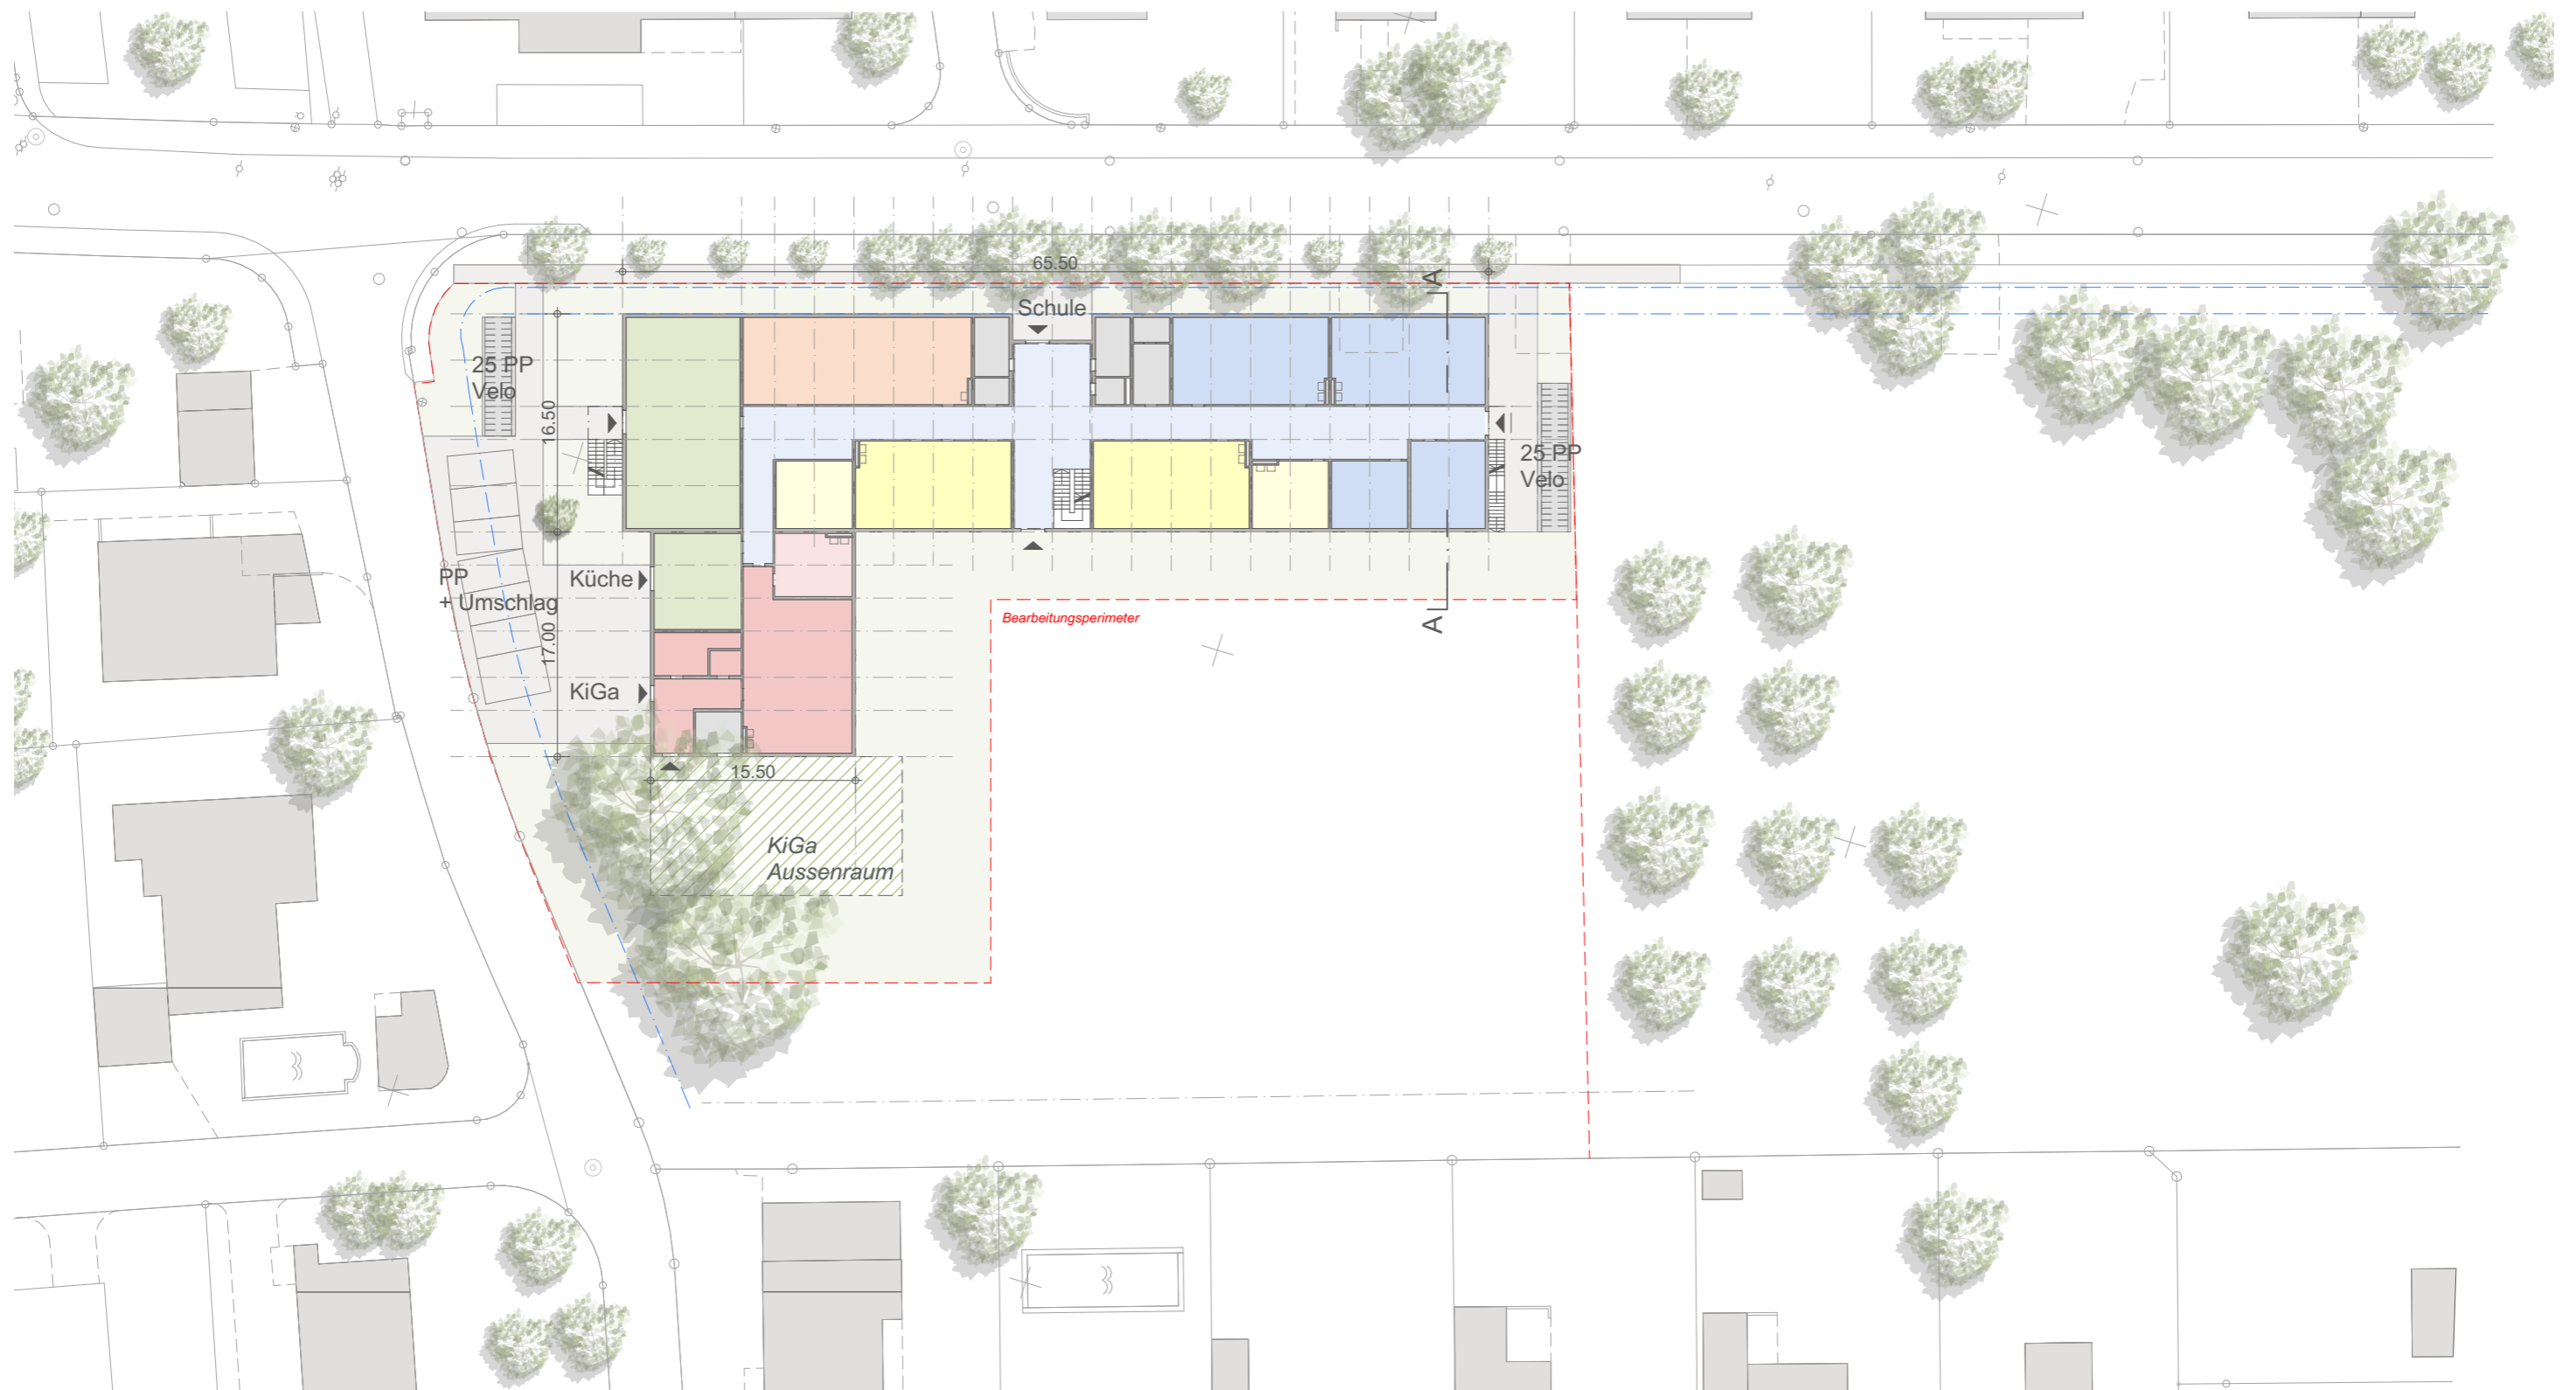 65.50
A
Schule
25 PP
Velo
16.50
25 PP
Velo
Küche
PP
+ Umschlag
17.00
Bearbeitungsperimeter
A
KiGa
15.50
KiGa
Aussenraum